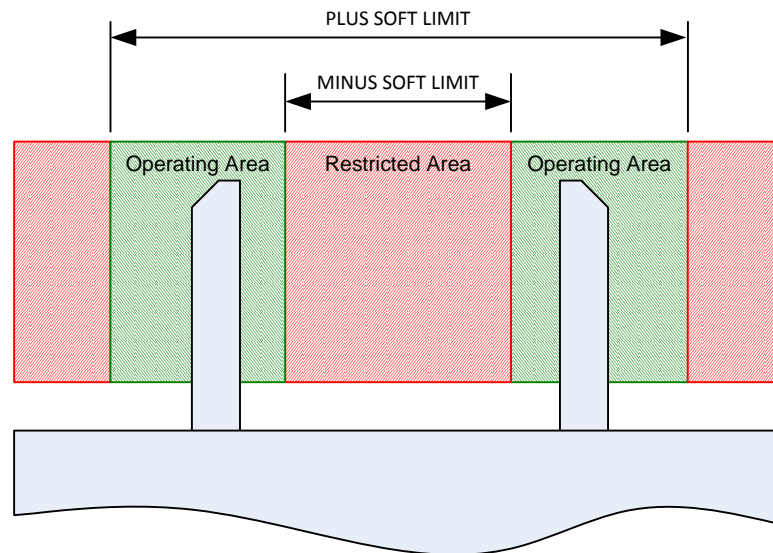 PLUS SOFT LIMIT
MINUS SOFT LIMIT
Operating Area
Restricted Area
Operating Area